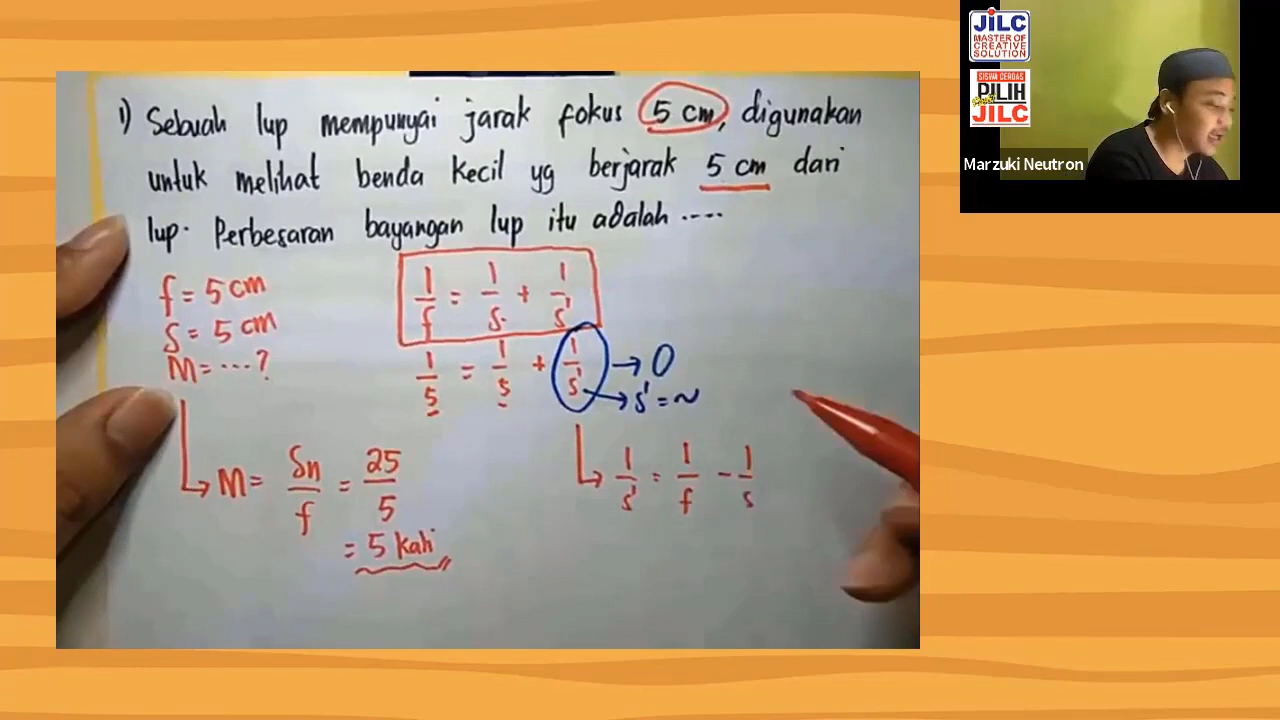 1) Sebuah lup mempunyai jarak fokus 5 cm, digunakan
untuk melihat benda kecil yg berjarak 5 cm dari
lup. Perbesaran bayangan lup itu adalah ....
f = 5 cm
s = 5 cm
M = ... ?
1/f = 1/s + 1/s'
1/5 = 1/5 + 1/s' → 0
→ s' = ~
→ M = Sn/f = 25/5
= 5 kali
→ 1/s' = 1/f - 1/s
JILC
MASTER OF
CREATIVE
SOLUTION
SISWA CERDAS
PILIH
JILC
Marzuki Neutron